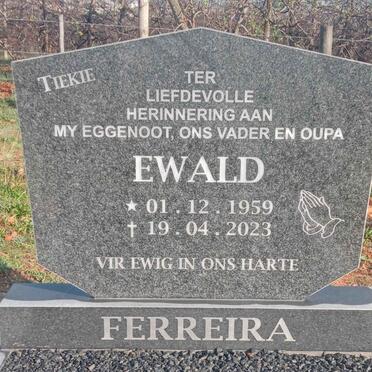 TIEKIE
TER
LIEFDEVOLLE
HERINNERING AAN
MY EGGENOOT, ONS VADER EN OUPA
EWALD
★ 01 . 12 . 1959
† 19 . 04 . 2023
VIR EWIG IN ONS HARTE
FERREIRA